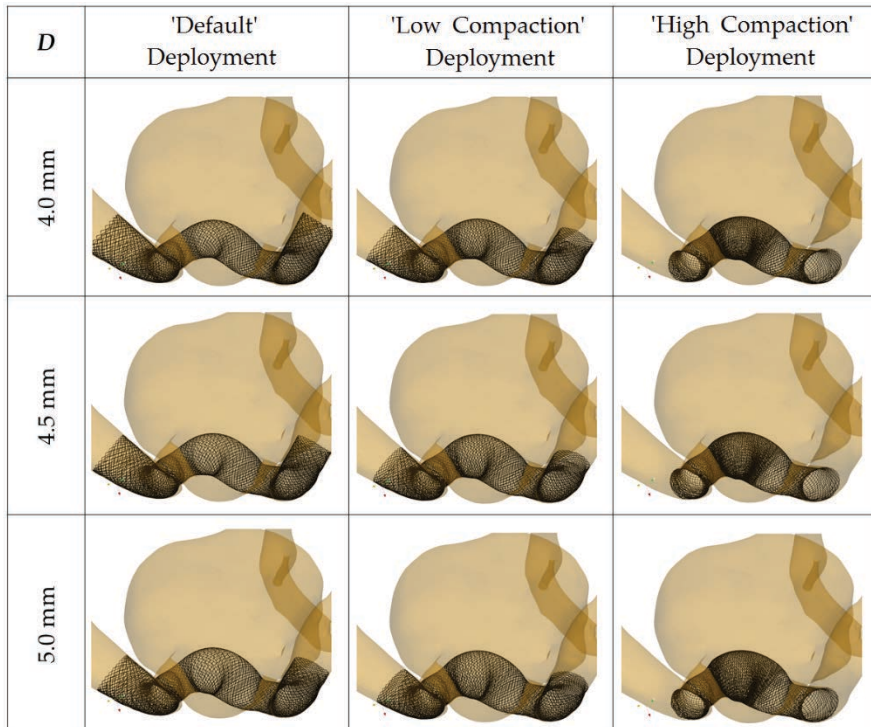 D
'Default'
Deployment
'Low Compaction'
Deployment
'High Compaction'
Deployment
4.0 mm
4.5 mm
5.0 mm